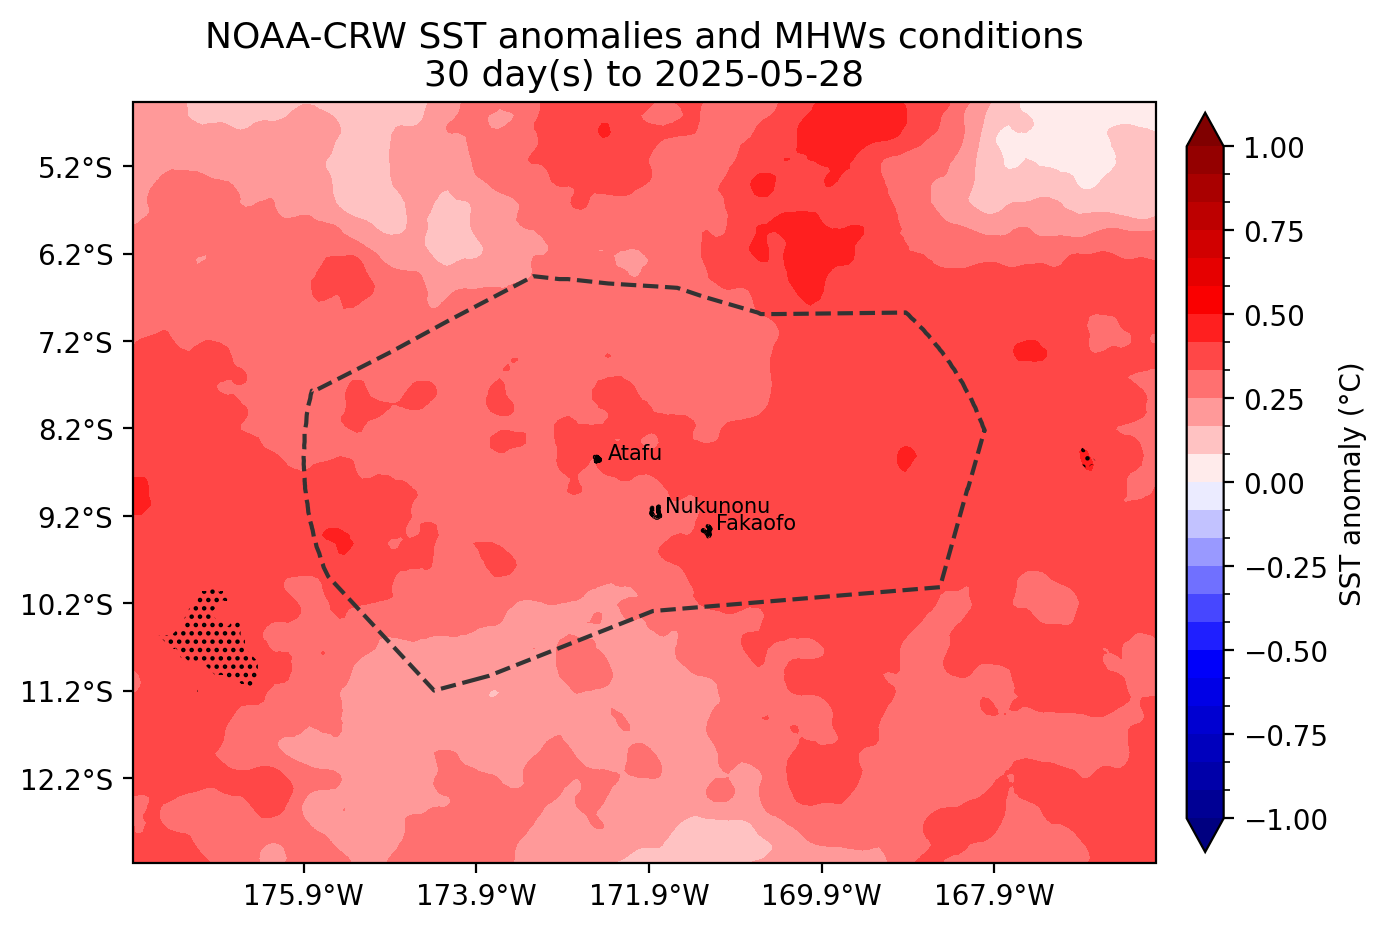 NOAA-CRW SST anomalies and MHWs conditions
30 day(s) to 2025-05-28
5.2°S
6.2°S
7.2°S
8.2°S
9.2°S
10.2°S
11.2°S
12.2°S
175.9°W
173.9°W
171.9°W
169.9°W
167.9°W
Atafu
Nukunonu
Fakaofo
1.00
0.75
0.50
0.25
0.00
−0.25
−0.50
−0.75
−1.00
SST anomaly (°C)